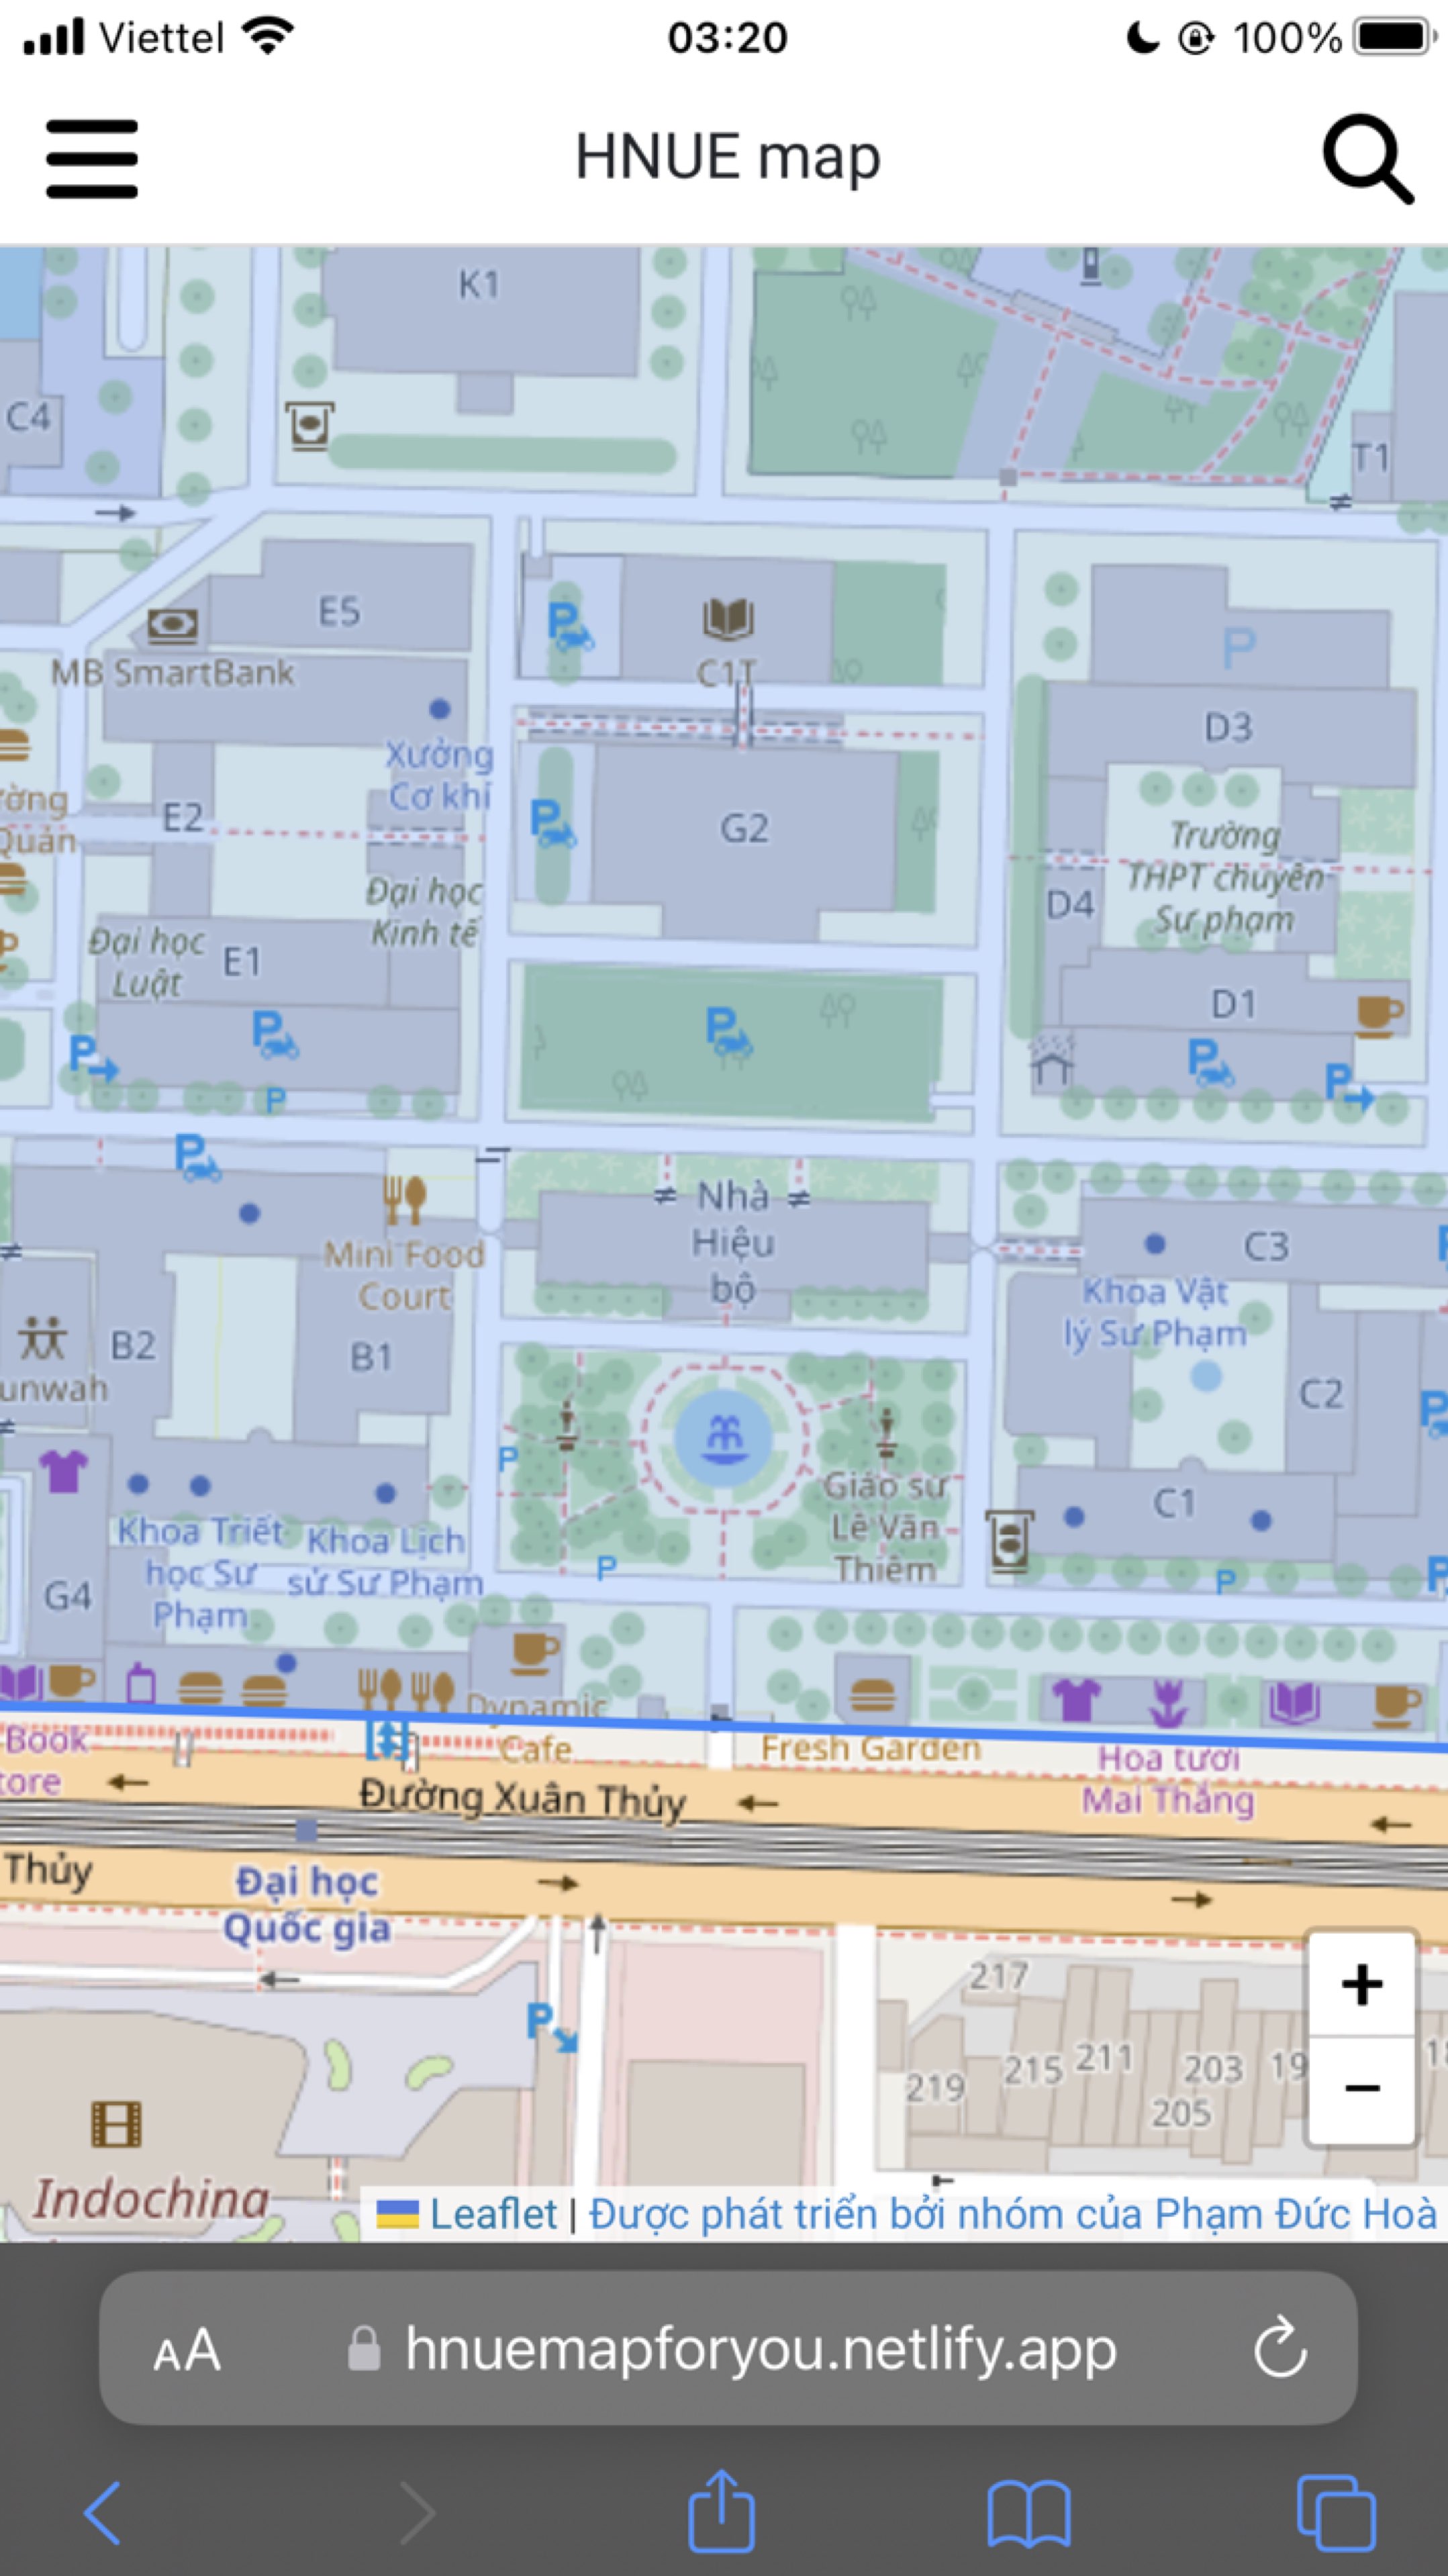 Viettel 03:20 100%
HNUE map
K1
C4
T1
E5
MB SmartBank
C1T
P
D3
Xưởng
Cơ khí
E2
G2
Trường
THPT chuyên
Sư phạm
D4
Đại học
Kinh tế
Đại học
Luật
E1
D1
P
P
P
P
P
P
Nhà
Hiệu
bộ
C3
Mini Food
Court
Khoa Vật
lý Sư Phạm
B2
B1
unwah
C2
P
Giáo sư
Lê Văn
Thiêm
C1
Khoa Triết
học Sư
Phạm
Khoa Lịch
sử Sư Phạm
G4
P
P
Dynamic
Cafe
Book
tore
Fresh Garden
Hoa tươi
Mai Thắng
Đường Xuân Thủy
Thủy
Đại học
Quốc gia
217
P
219
215
211
203
205
19
Indochina
+
−
Leaflet | Được phát triển bởi nhóm của Phạm Đức Hoà
AA hnuemapforyou.netlify.app